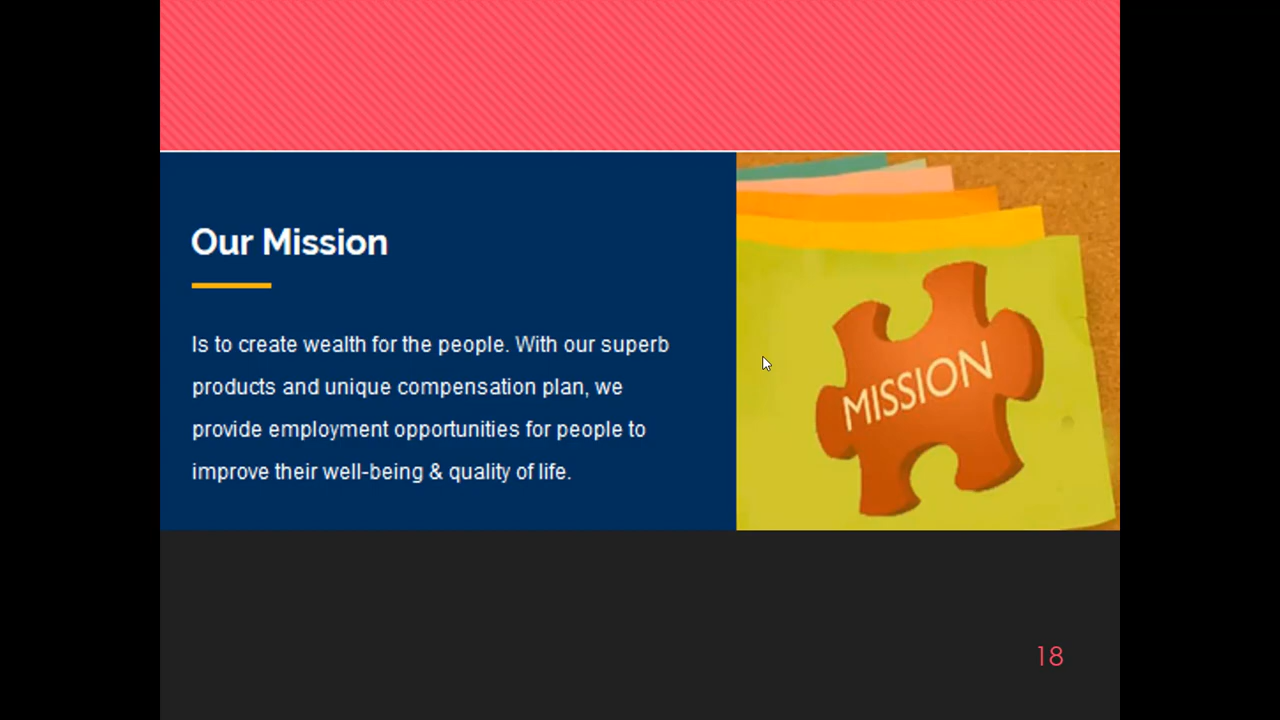 Our Mission
Is to create wealth for the people. With our superb
products and unique compensation plan, we
provide employment opportunities for people to
improve their well-being & quality of life.
MISSION
18